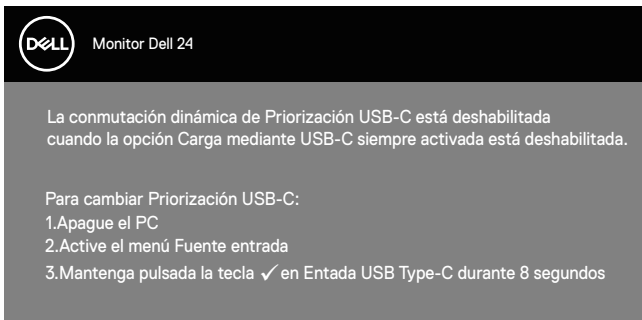 DELL
Monitor Dell 24
La conmutación dinámica de Priorización USB-C está deshabilitada
cuando la opción Carga mediante USB-C siempre activada está deshabilitada.
Para cambiar Priorización USB-C:
1.Apague el PC
2.Active el menú Fuente entrada
3.Mantenga pulsada la tecla ✓ en Entada USB Type-C durante 8 segundos